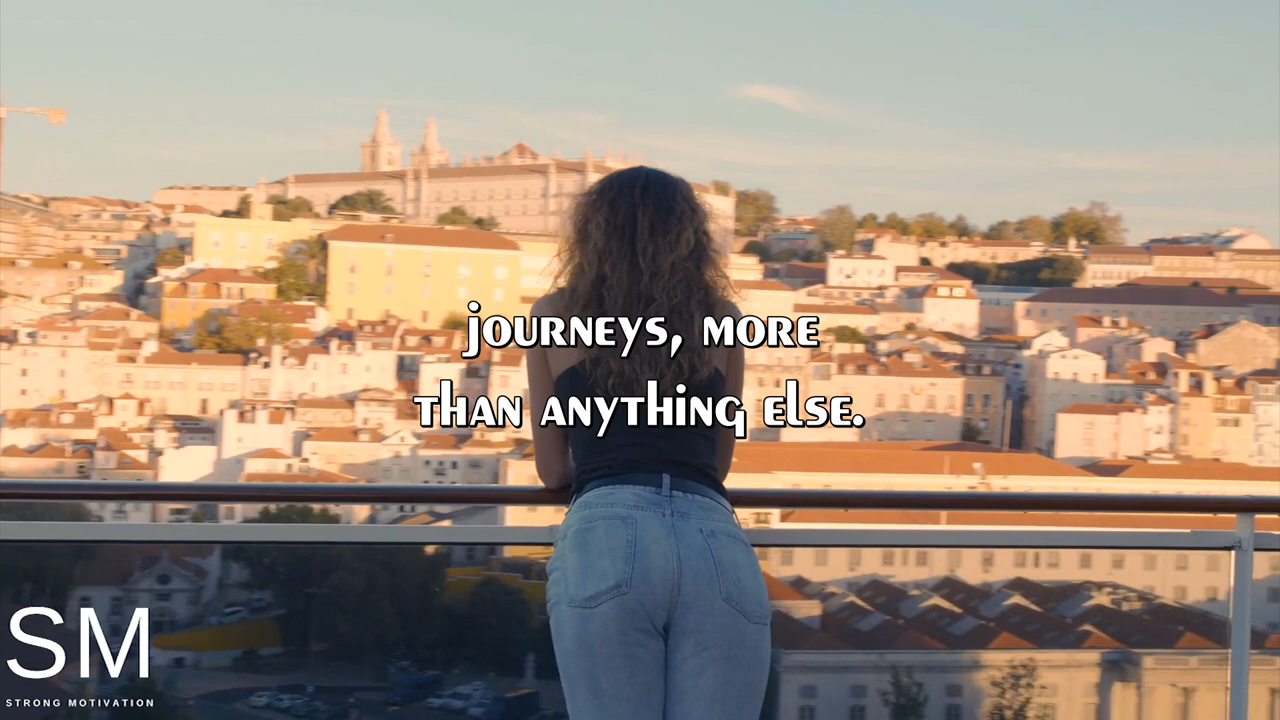 journeys, more
than anything else.
SM
STRONG MOTIVATION